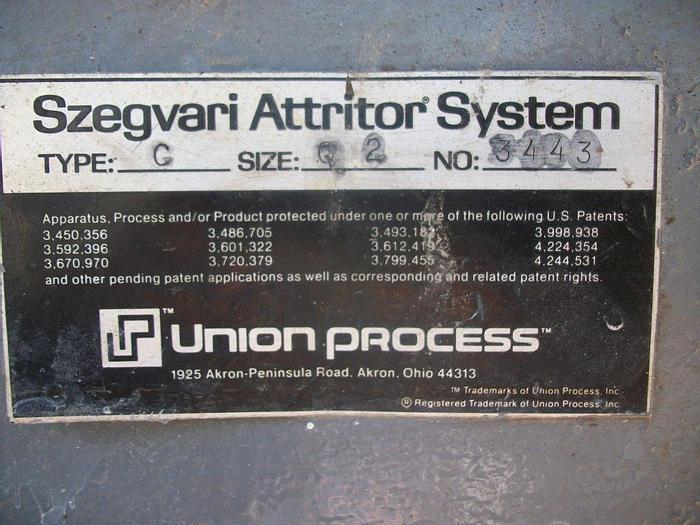 Szegvari Attritor® System
TYPE: C SIZE: Q 2 NO: 3443
Apparatus, Process and/or Product protected under one or more of the following U.S. Patents:
3,450,356 3,486,705 3,493,182 3,998,938
3,592,396 3,601,322 3,612,419 4,224,354
3,670,970 3,720,379 3,799,455 4,244,531
and other pending patent applications as well as corresponding and related patent rights.
UP™ UNION PROCESS™
1925 Akron-Peninsula Road, Akron, Ohio 44313
™ Trademarks of Union Process, Inc.
® Registered Trademark of Union Process, Inc.